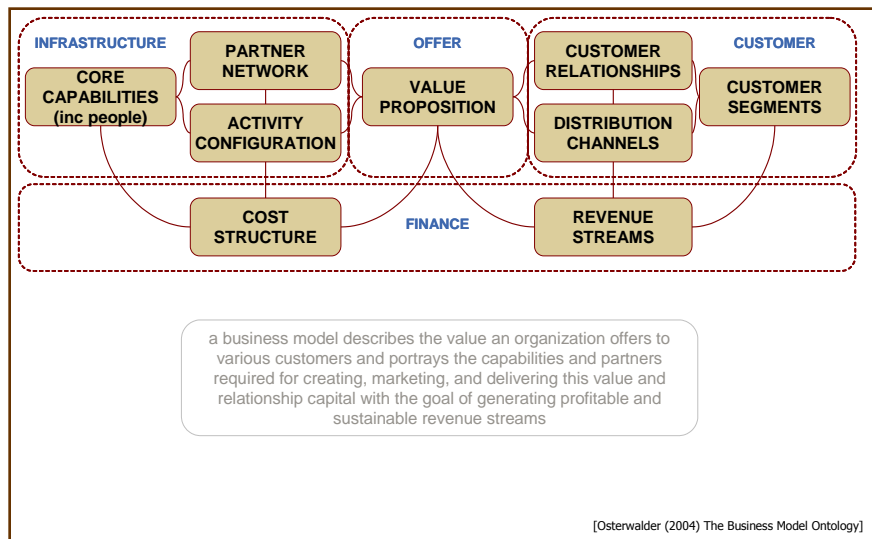 INFRASTRUCTURE
CORE
CAPABILITIES
(inc people)
PARTNER
NETWORK
ACTIVITY
CONFIGURATION
OFFER
VALUE
PROPOSITION
CUSTOMER
RELATIONSHIPS
DISTRIBUTION
CHANNELS
CUSTOMER
CUSTOMER
SEGMENTS
COST
STRUCTURE
FINANCE
REVENUE
STREAMS
a business model describes the value an organization offers to
various customers and portrays the capabilities and partners
required for creating, marketing, and delivering this value and
relationship capital with the goal of generating profitable and
sustainable revenue streams
[Osterwalder (2004) The Business Model Ontology]